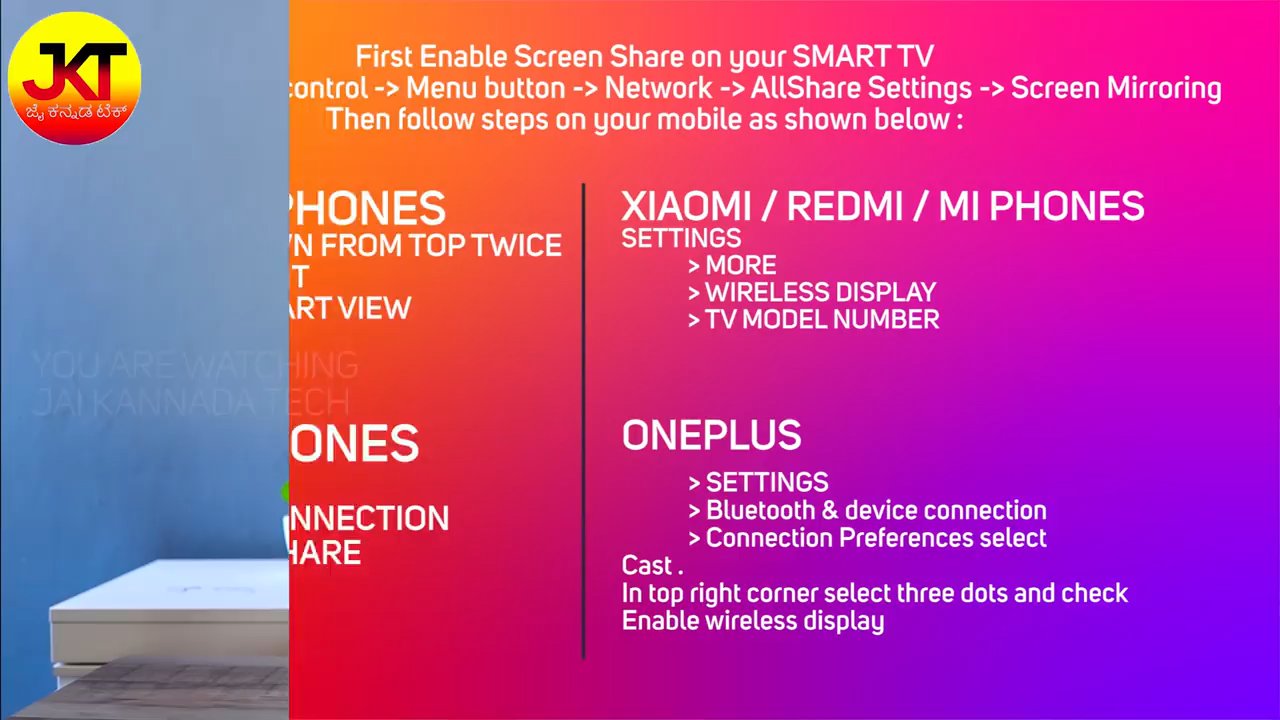 JKT
ಜೈ ಕನ್ನಡ ಟೆಕ್
First Enable Screen Share on your SMART TV
control -> Menu button -> Network -> AllShare Settings -> Screen Mirroring
Then follow steps on your mobile as shown below :
PHONES
WN FROM TOP TWICE
T
ART VIEW
YOU ARE WATCHING
JAI KANNADA TECH
ONES
NNECTION
HARE
XIAOMI / REDMI / MI PHONES
SETTINGS
> MORE
> WIRELESS DISPLAY
> TV MODEL NUMBER
ONEPLUS
> SETTINGS
> Bluetooth & device connection
> Connection Preferences select
Cast .
In top right corner select three dots and check
Enable wireless display